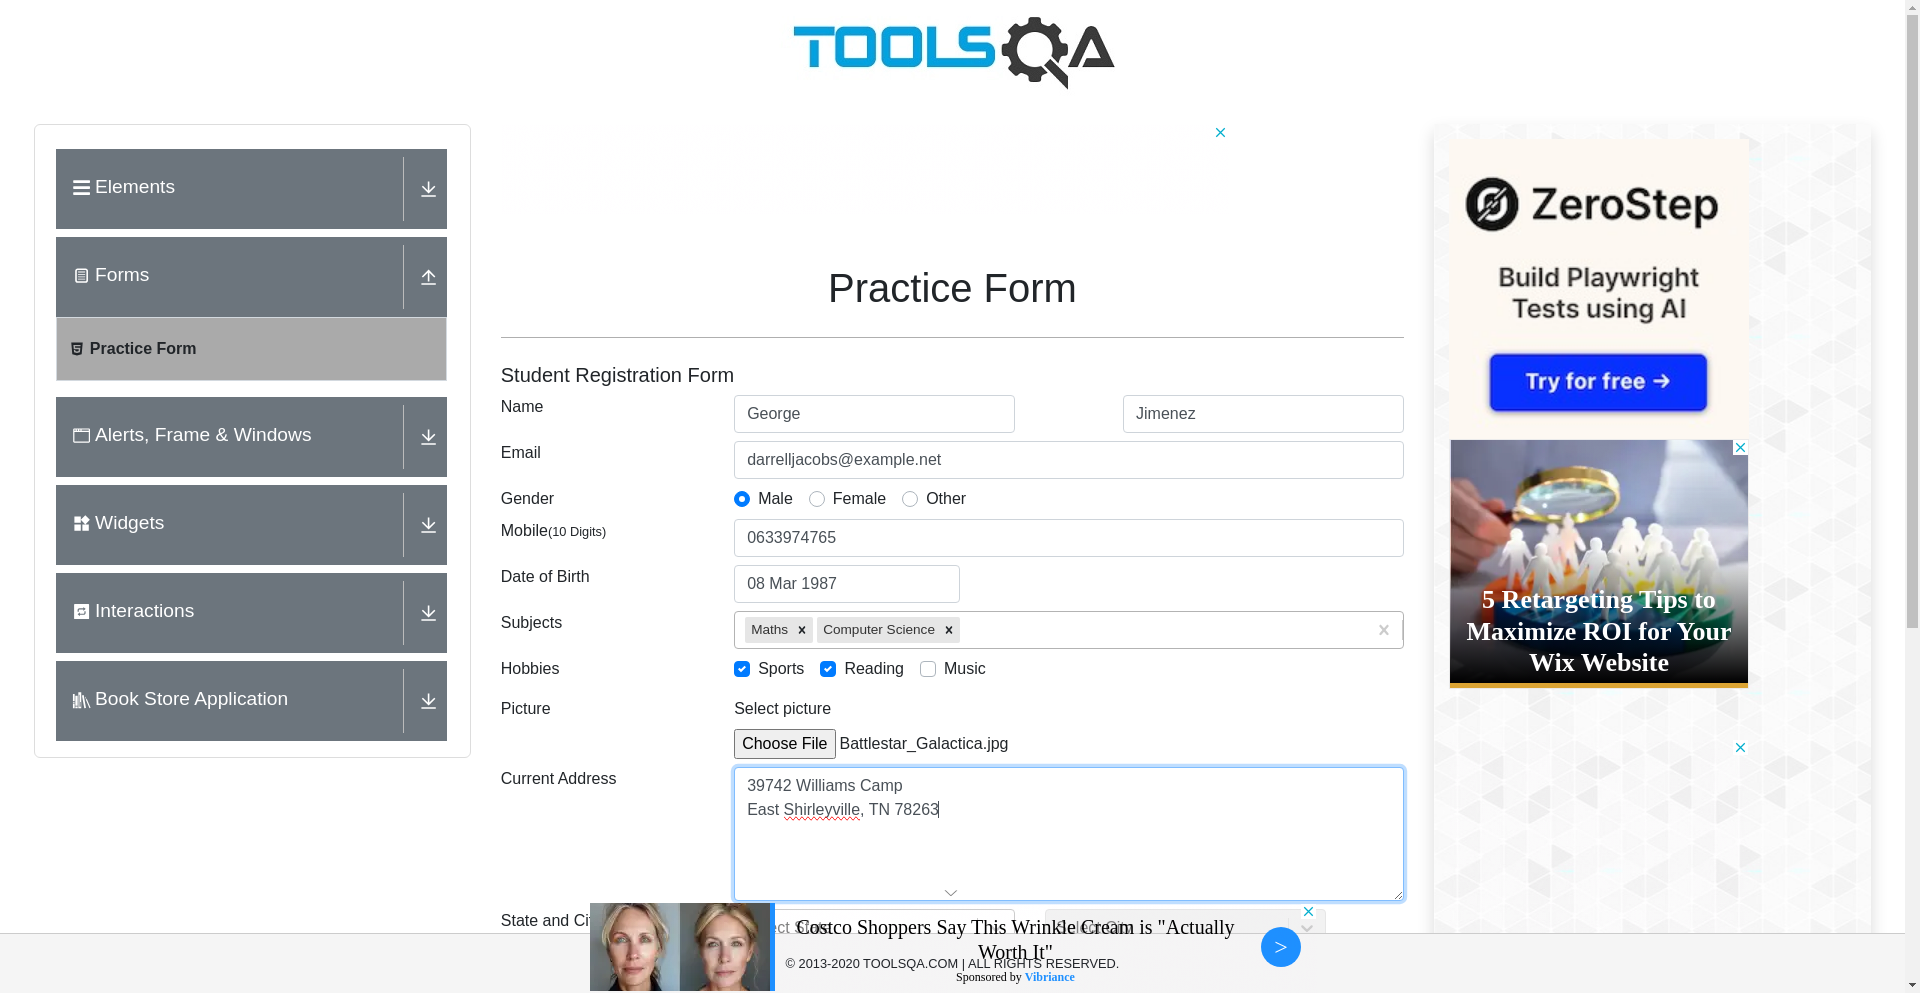 TOOLSQA
Elements
Forms
Practice Form
Alerts, Frame & Windows
Widgets
Interactions
Book Store Application
Practice Form
Student Registration Form
Name
George
Jimenez
Email
darrelljacobs@example.net
Gender
Male
Female
Other
Mobile(10 Digits)
0633974765
Date of Birth
08 Mar 1987
Subjects
Maths
Computer Science
Hobbies
Sports
Reading
Music
Picture
Select picture
Choose File
Battlestar_Galactica.jpg
Current Address
39742 Williams Camp
East Shirleyville, TN 78263
State and
Select City
Costco Shoppers Say This Wrinkle Cream is "Actually
Worth It"
Sponsored by Vibriance
>
© 2013-2020 TOOLSQA.COM | ALL RIGHTS RESERVED.
ZeroStep
Build Playwright
Tests using AI
Try for free →
5 Retargeting Tips to
Maximize ROI for Your
Wix Website